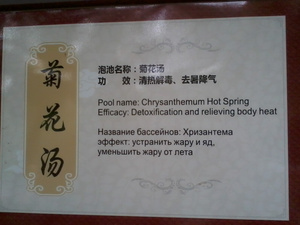 菊花汤
泡池名称：菊花汤
功 效：清热解毒、去暑降气
Pool name: Chrysanthemum Hot Spring
Efficacy: Detoxification and relieving body heat
Название бассейнов: Хризантема
эффект: устранить жару и яд,
уменьшить жару от лета